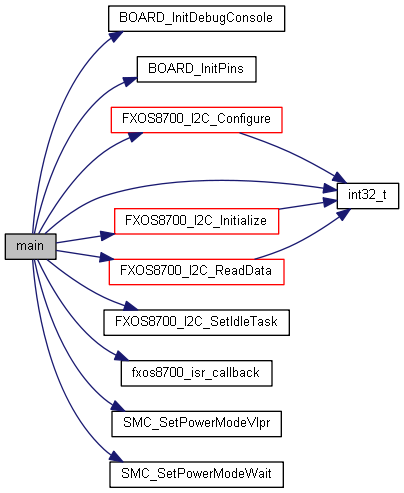 BOARD_InitDebugConsole
BOARD_InitPins
FXOS8700_I2C_Configure
int32_t
FXOS8700_I2C_Initialize
main
FXOS8700_I2C_ReadData
FXOS8700_I2C_SetIdleTask
fxos8700_isr_callback
SMC_SetPowerModeVlpr
SMC_SetPowerModeWait